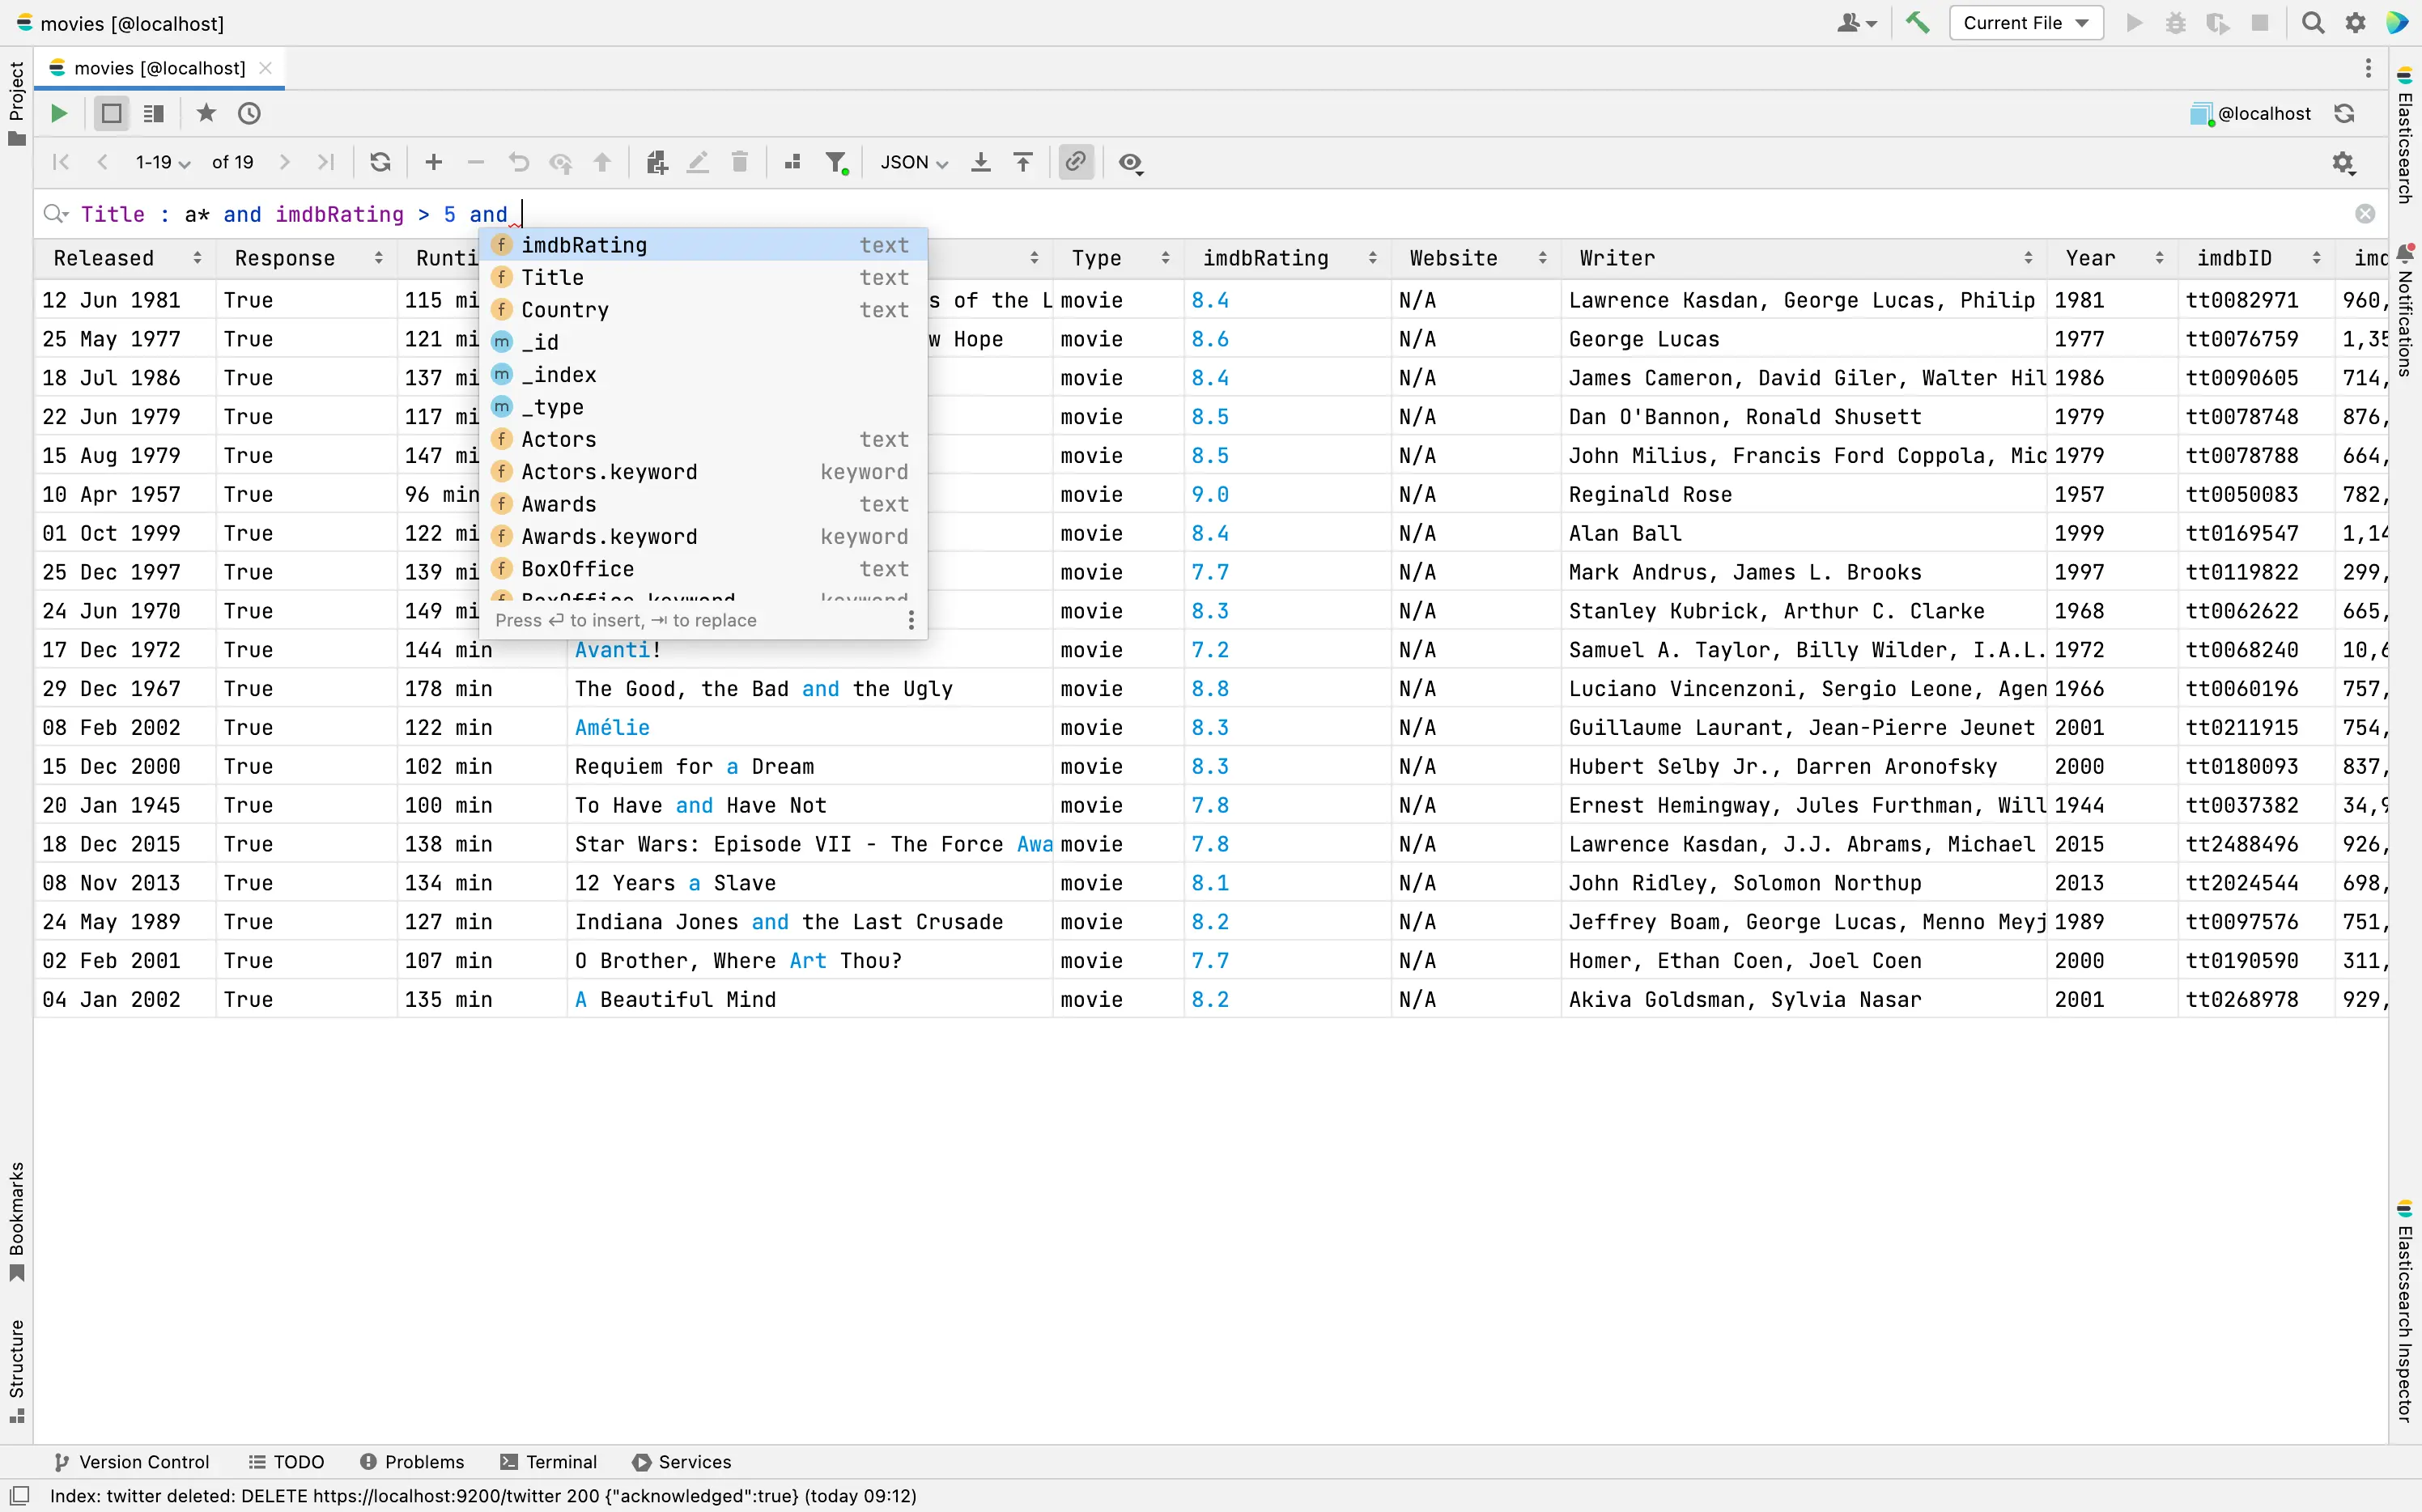 movies [@localhost]
Current File
movies [@localhost]
@localhost
1-19 of 19 JSON
Title : a* and imdbRating > 5 and
Released Response Runti Type imdbRating Website Writer Year imdbID imd
imdbRating text
Title text
Country text
_id
_index
_type
Actors text
Actors.keyword keyword
Awards text
Awards.keyword keyword
BoxOffice text
BoxOffice.keyword keyword
Press ⏎ to insert, ⇥ to replace
12 Jun 1981 True 115 mi s of the L movie 8.4 N/A Lawrence Kasdan, George Lucas, Philip 1981 tt0082971 960,
25 May 1977 True 121 mi w Hope movie 8.6 N/A George Lucas 1977 tt0076759 1,35
18 Jul 1986 True 137 mi movie 8.4 N/A James Cameron, David Giler, Walter Hil 1986 tt0090605 714,
22 Jun 1979 True 117 mi movie 8.5 N/A Dan O'Bannon, Ronald Shusett 1979 tt0078748 876,
15 Aug 1979 True 147 mi movie 8.5 N/A John Milius, Francis Ford Coppola, Mic 1979 tt0078788 664,
10 Apr 1957 True 96 min movie 9.0 N/A Reginald Rose 1957 tt0050083 782,
01 Oct 1999 True 122 mi movie 8.4 N/A Alan Ball 1999 tt0169547 1,14
25 Dec 1997 True 139 mi movie 7.7 N/A Mark Andrus, James L. Brooks 1997 tt0119822 299,
24 Jun 1970 True 149 mi movie 8.3 N/A Stanley Kubrick, Arthur C. Clarke 1968 tt0062622 665,
17 Dec 1972 True 144 min Avanti! movie 7.2 N/A Samuel A. Taylor, Billy Wilder, I.A.L. 1972 tt0068240 10,6
29 Dec 1967 True 178 min The Good, the Bad and the Ugly movie 8.8 N/A Luciano Vincenzoni, Sergio Leone, Agen 1966 tt0060196 757,
08 Feb 2002 True 122 min Amélie movie 8.3 N/A Guillaume Laurant, Jean-Pierre Jeunet 2001 tt0211915 754,
15 Dec 2000 True 102 min Requiem for a Dream movie 8.3 N/A Hubert Selby Jr., Darren Aronofsky 2000 tt0180093 837,
20 Jan 1945 True 100 min To Have and Have Not movie 7.8 N/A Ernest Hemingway, Jules Furthman, Will 1944 tt0037382 34,9
18 Dec 2015 True 138 min Star Wars: Episode VII - The Force Awa movie 7.8 N/A Lawrence Kasdan, J.J. Abrams, Michael 2015 tt2488496 926,
08 Nov 2013 True 134 min 12 Years a Slave movie 8.1 N/A John Ridley, Solomon Northup 2013 tt2024544 698,
24 May 1989 True 127 min Indiana Jones and the Last Crusade movie 8.2 N/A Jeffrey Boam, George Lucas, Menno Meyj 1989 tt0097576 751,
02 Feb 2001 True 107 min O Brother, Where Art Thou? movie 7.7 N/A Homer, Ethan Coen, Joel Coen 2000 tt0190590 311,
04 Jan 2002 True 135 min A Beautiful Mind movie 8.2 N/A Akiva Goldsman, Sylvia Nasar 2001 tt0268978 929,
Project
Bookmarks
Structure
Elasticsearch
Notifications
Elasticsearch Inspector
Version Control TODO Problems Terminal Services
Index: twitter deleted: DELETE https://localhost:9200/twitter 200 {"acknowledged":true} (today 09:12)